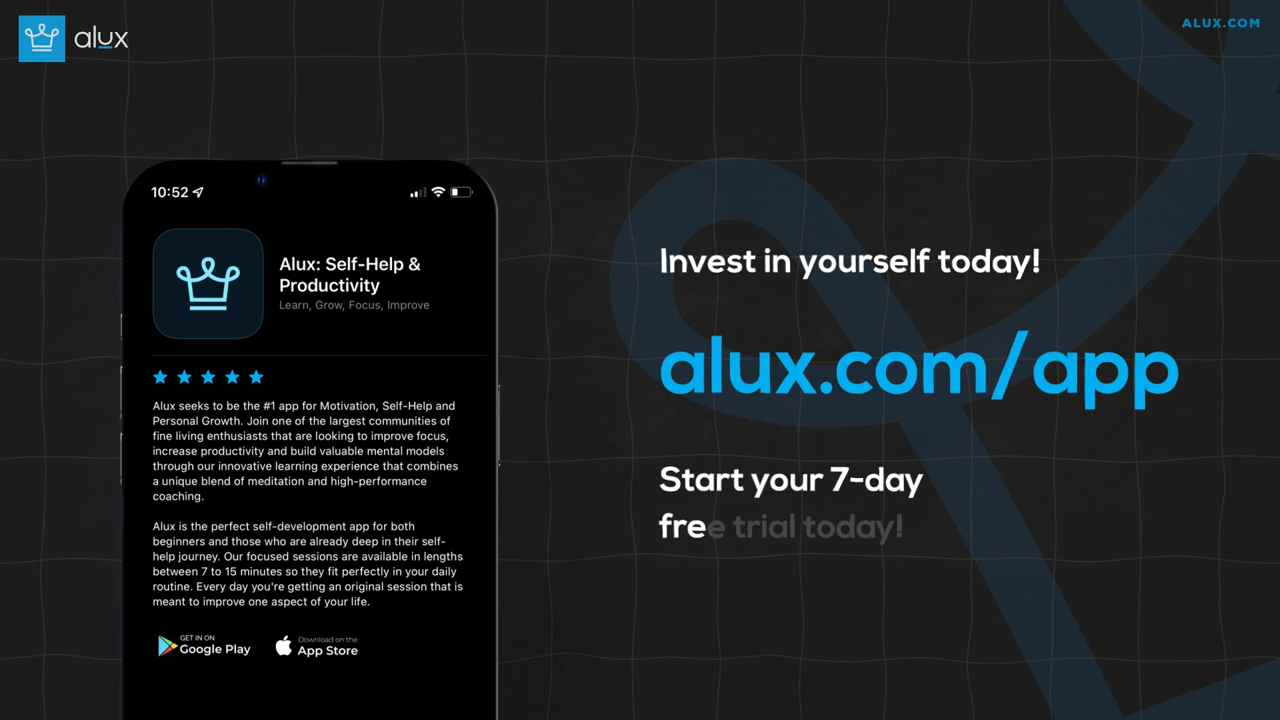 alux
ALUX.COM
10:52
Alux: Self-Help &
Productivity
Learn, Grow, Focus, Improve
Alux seeks to be the #1 app for Motivation, Self-Help and
Personal Growth. Join one of the largest communities of
fine living enthusiasts that are looking to improve focus,
increase productivity and build valuable mental models
through our innovative learning experience that combines
a unique blend of meditation and high-performance
coaching.
Alux is the perfect self-development app for both
beginners and those who are already deep in their self-
help journey. Our focused sessions are available in lengths
between 7 to 15 minutes so they fit perfectly in your daily
routine. Every day you're getting an original session that is
meant to improve one aspect of your life.
GET IN ON
Google Play
Download on the
App Store
Invest in yourself today!
alux.com/app
Start your 7-day
free trial today!